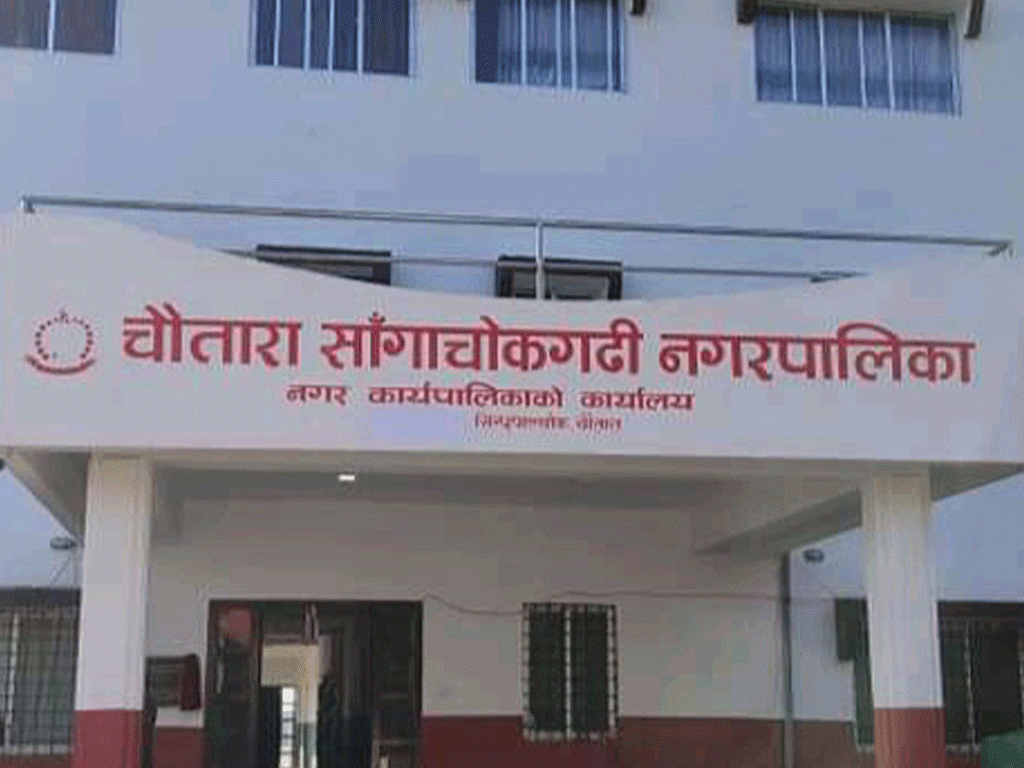 चौतारा साँगाचोकगढी नगरपालिका
नगर कार्यपालिकाको कार्यालय
सिन्धुपाल्चोक, चौतारा